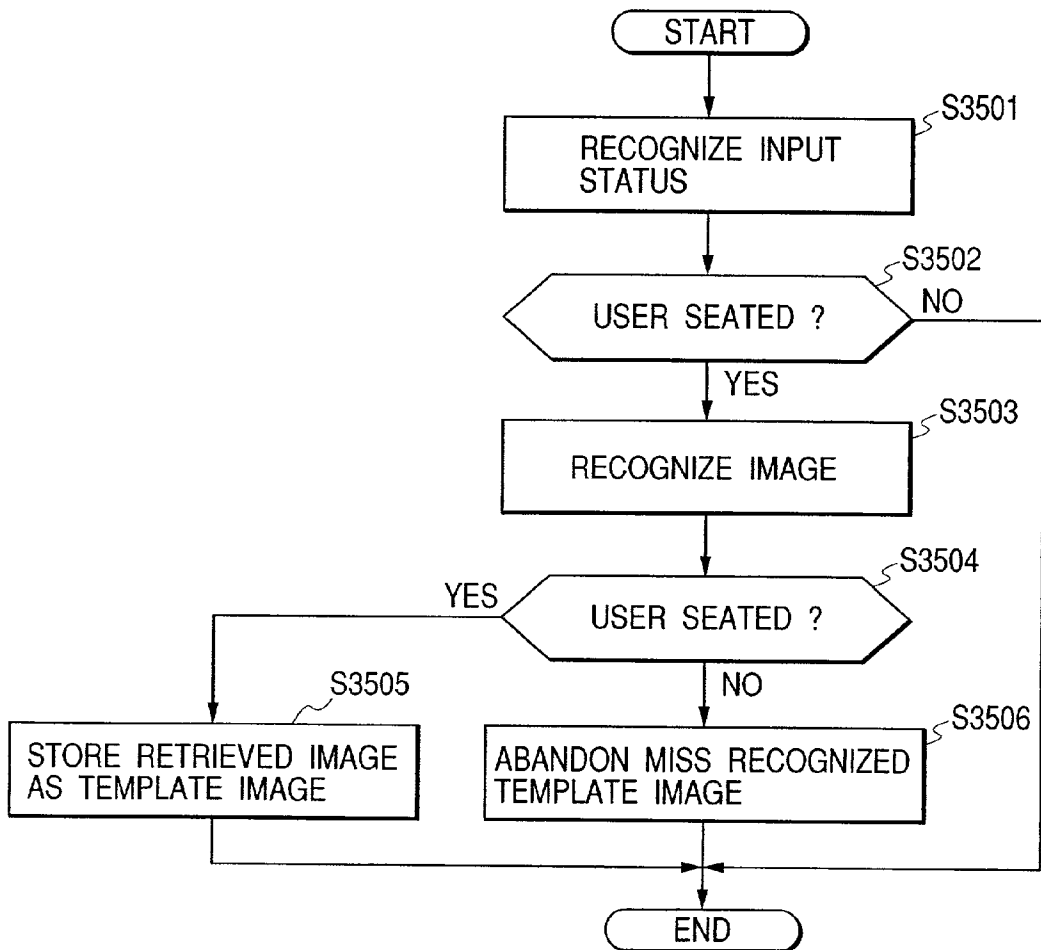 START
S3501
RECOGNIZE INPUT
STATUS
S3502
USER SEATED ?
NO
YES
S3503
RECOGNIZE IMAGE
S3504
YES
USER SEATED ?
NO
S3505
STORE RETRIEVED IMAGE
AS TEMPLATE IMAGE
S3506
ABANDON MISS RECOGNIZED
TEMPLATE IMAGE
END